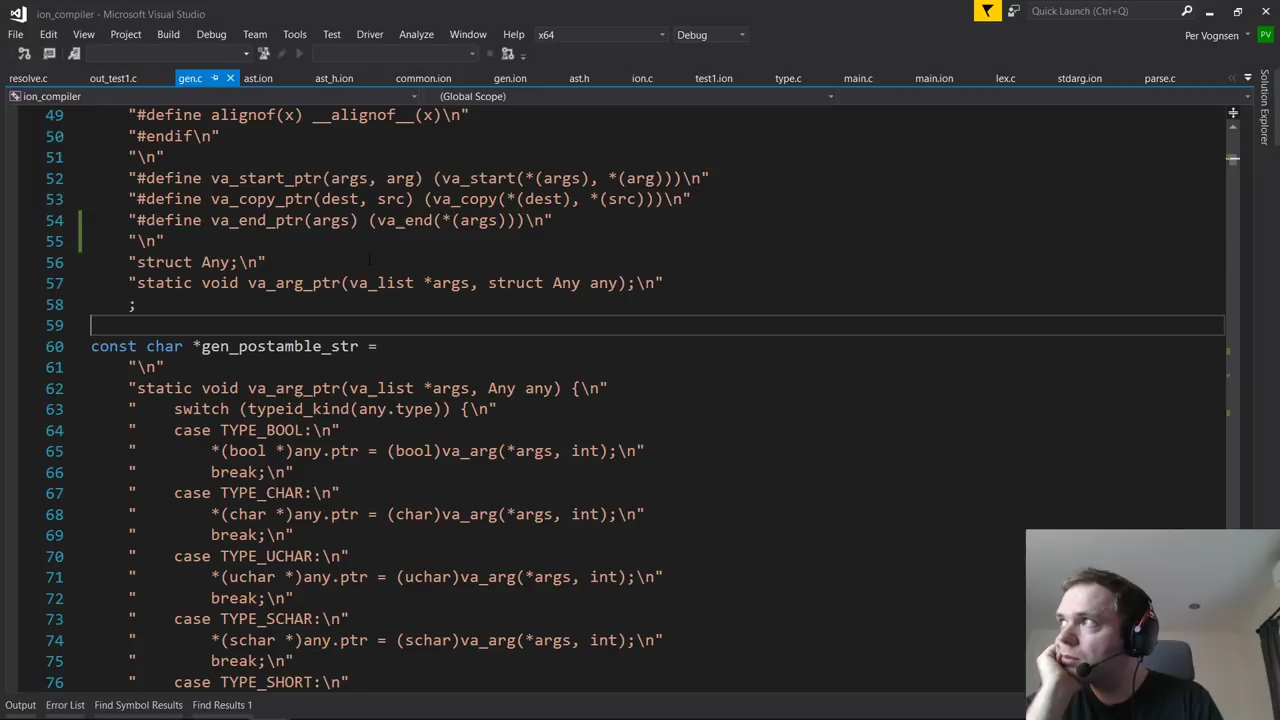 ion_compiler - Microsoft Visual Studio
Quick Launch (Ctrl+Q)
File Edit View Project Build Debug Team Tools Test Driver Analyze Window Help x64 Debug Per Vognsen PV
resolve.c out_test1.c gen.c ast.ion ast_h.ion common.ion gen.ion ast.h ion.c test1.ion type.c main.c main.ion lex.c stdarg.ion parse.c
ion_compiler (Global Scope)
Solution Explorer
49 "#define alignof(x) __alignof__(x)\n"
50 "#endif\n"
51 "\n"
52 "#define va_start_ptr(args, arg) (va_start(*(args), *(arg)))\n"
53 "#define va_copy_ptr(dest, src) (va_copy(*(dest), *(src)))\n"
54 "#define va_end_ptr(args) (va_end(*(args)))\n"
55 "\n"
56 "struct Any;\n"
57 "static void va_arg_ptr(va_list *args, struct Any any);\n"
58 ;
59
60 const char *gen_postamble_str =
61 "\n"
62 "static void va_arg_ptr(va_list *args, Any any) {\n"
63 "    switch (typeid_kind(any.type)) {\n"
64 "    case TYPE_BOOL:\n"
65 "        *(bool *)any.ptr = (bool)va_arg(*args, int);\n"
66 "        break;\n"
67 "    case TYPE_CHAR:\n"
68 "        *(char *)any.ptr = (char)va_arg(*args, int);\n"
69 "        break;\n"
70 "    case TYPE_UCHAR:\n"
71 "        *(uchar *)any.ptr = (uchar)va_arg(*args, int);\n"
72 "        break;\n"
73 "    case TYPE_SCHAR:\n"
74 "        *(schar *)any.ptr = (schar)va_arg(*args, int);\n"
75 "        break;\n"
76 "    case TYPE_SHORT:\n"
Output Error List Find Symbol Results Find Results 1